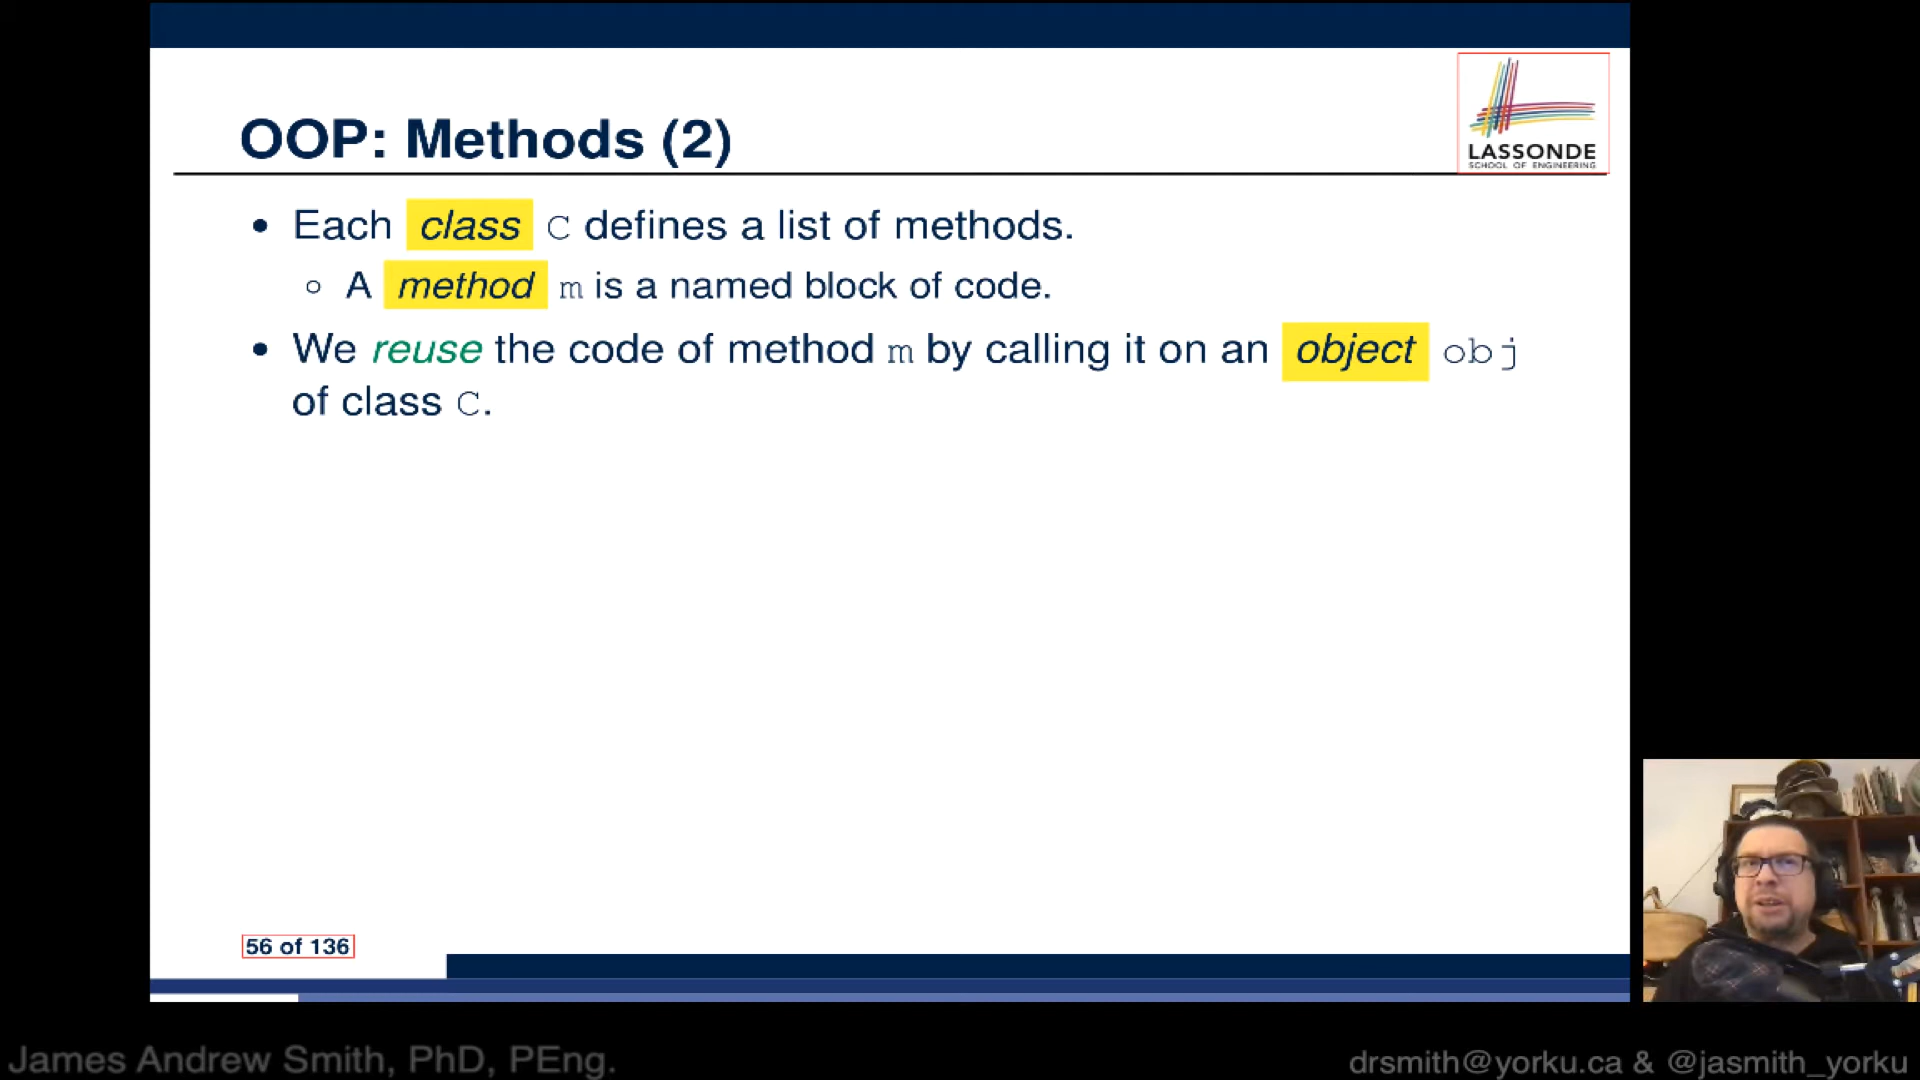 OOP: Methods (2)
LASSONDE
SCHOOL OF ENGINEERING
• Each class C defines a list of methods.
◦ A method m is a named block of code.
• We reuse the code of method m by calling it on an object obj
of class C.
56 of 136
James Andrew Smith, PhD, PEng.
drsmith@yorku.ca & @jasmith_yorku